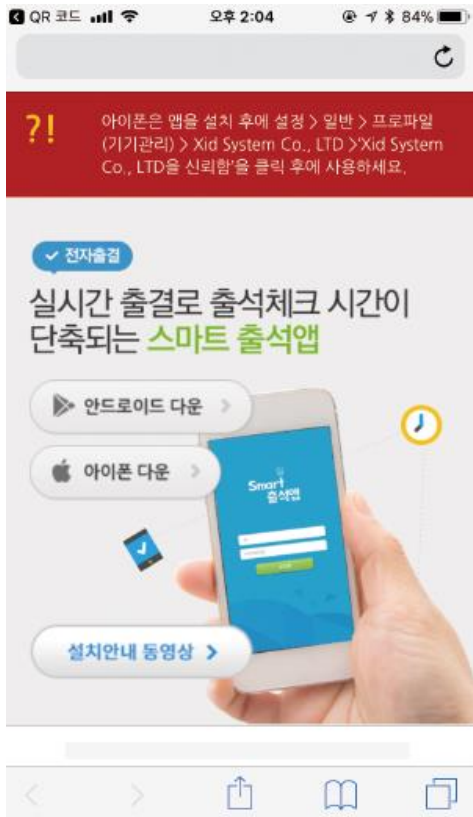 QR 코드
오후 2:04
84%
?!
아이폰은 앱을 설치 후에 설정 > 일반 > 프로파일
(기기관리) > Xid System Co., LTD >'Xid System
Co., LTD을 신뢰함'을 클릭 후에 사용하세요.
전자출결
실시간 출결로 출석체크 시간이
단축되는 스마트 출석앱
안드로이드 다운 >
아이폰 다운 >
Smart
출석앱
설치안내 동영상 >